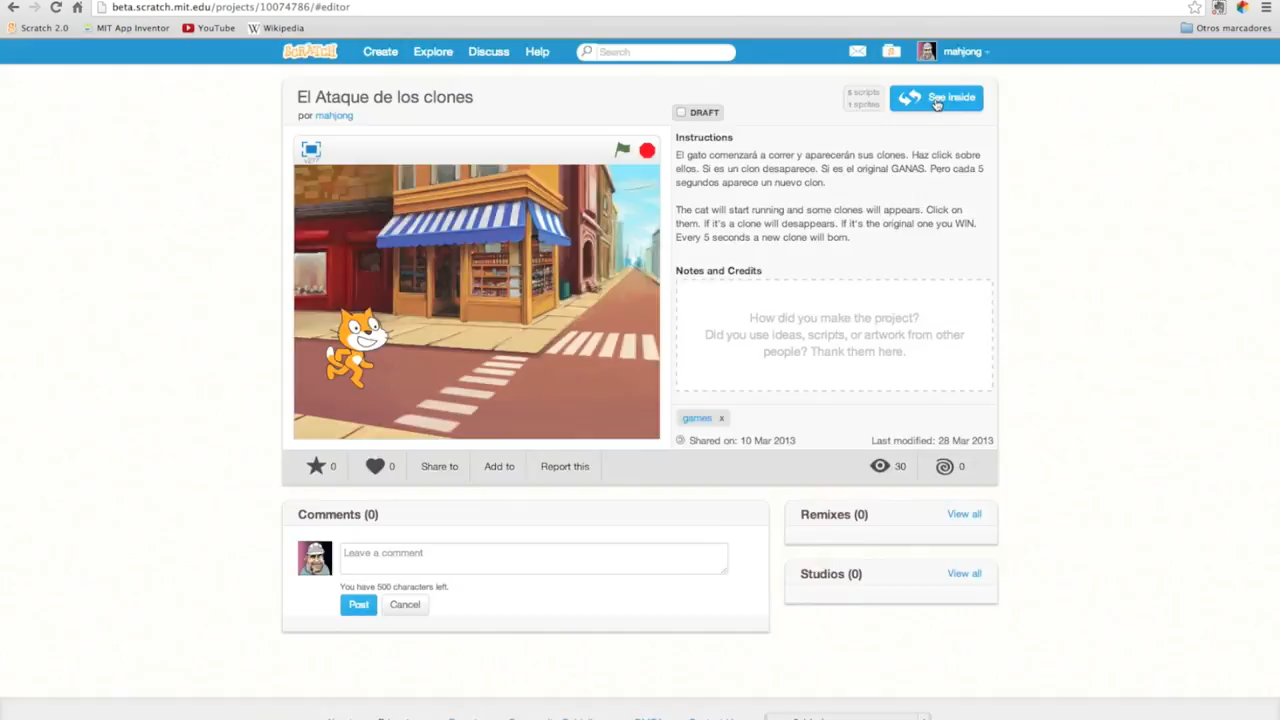 beta.scratch.mit.edu/projects/10074786/#editor
Scratch 2.0 MIT App Inventor YouTube Wikipedia Otros marcadores
SCRATCH Create Explore Discuss Help Search mahjong
El Ataque de los clones
por mahjong
DRAFT
5 scripts
1 sprites
See inside
Instructions
El gato comenzará a correr y aparecerán sus clones. Haz click sobre
ellos. Si es un clon desaparece. Si es el original GANAS. Pero cada 5
segundos aparece un nuevo clon.
The cat will start running and some clones will appears. Click on
them. If it's a clone will desappears. If it's the original one you WIN.
Every 5 seconds a new clone will born.
Notes and Credits
How did you make the project?
Did you use ideas, scripts, or artwork from other
people? Thank them here.
games x
Shared on: 10 Mar 2013 Last modified: 28 Mar 2013
0 0 Share to Add to Report this 30 0
Comments (0)
Leave a comment
You have 500 characters left.
Post Cancel
Remixes (0) View all
Studios (0) View all